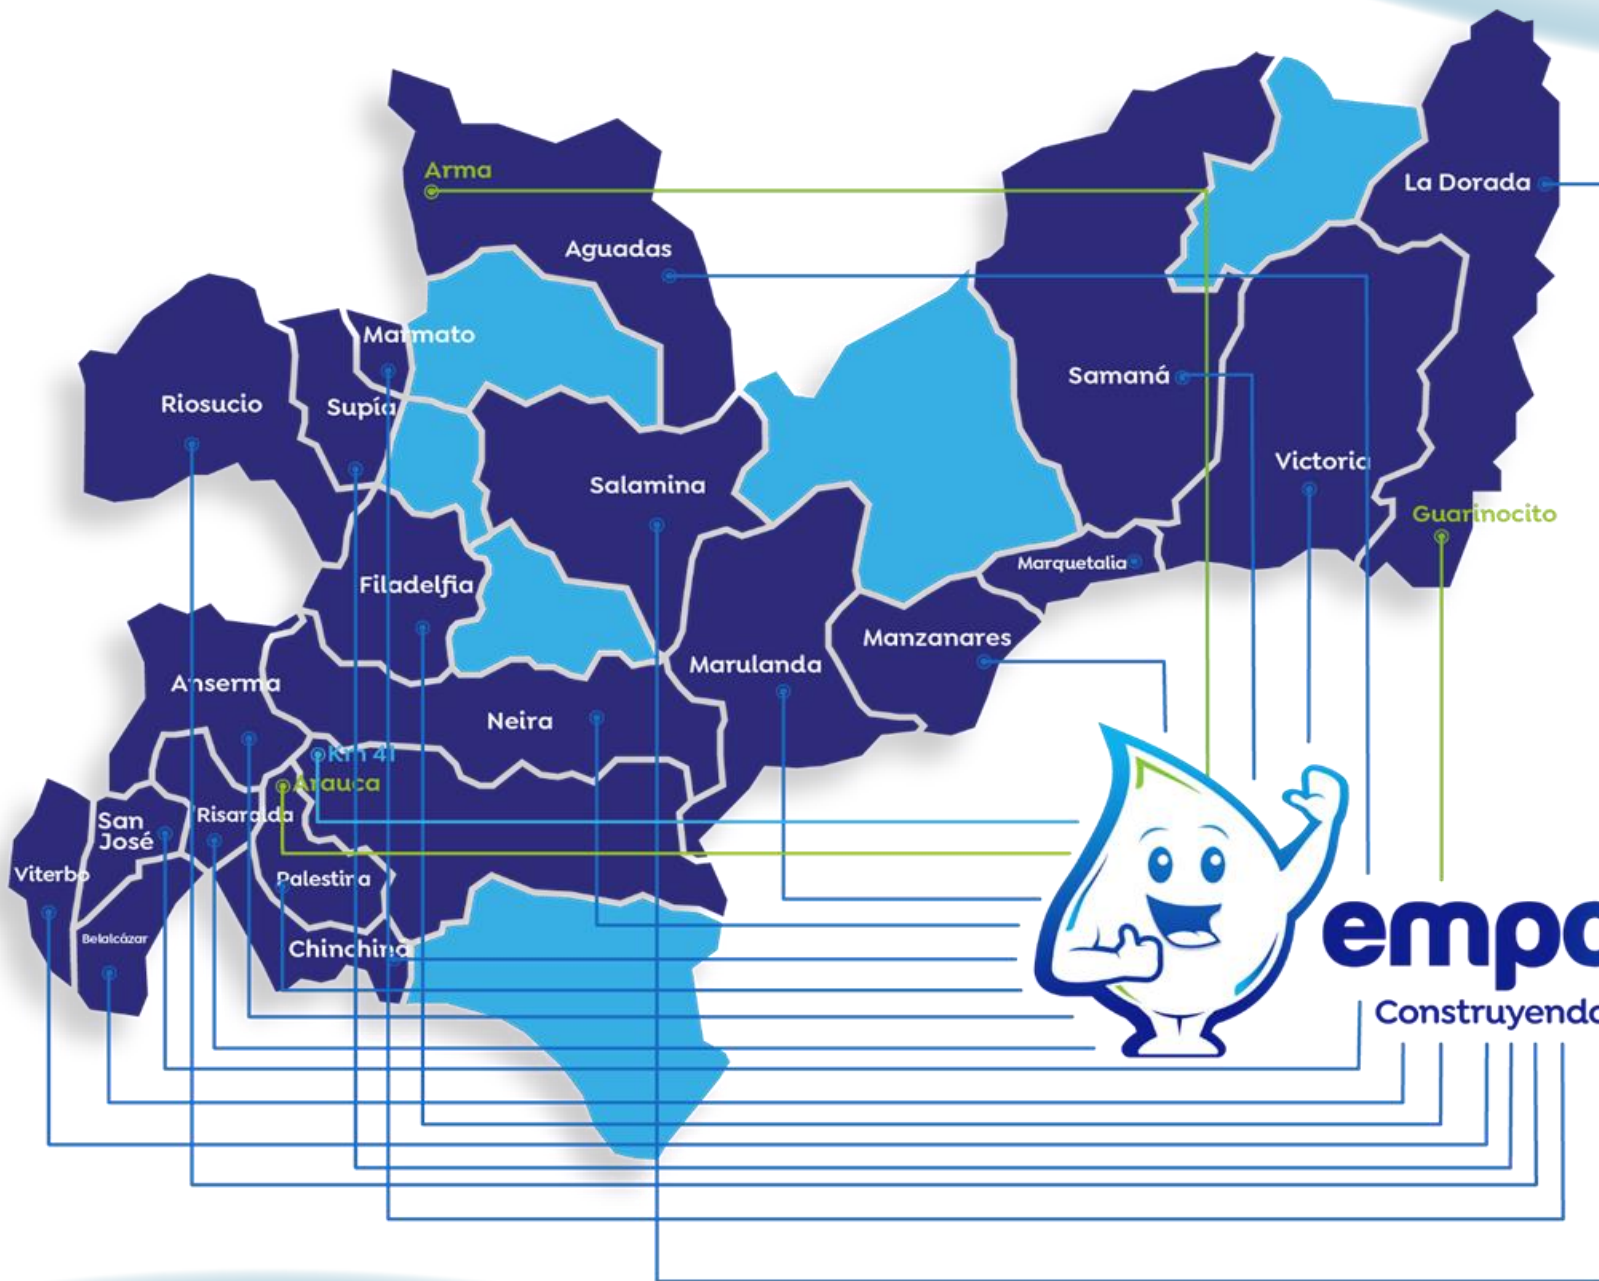 Arma
La Dorada
Aguadas
Marmato
Samaná
Riosucio
Supía
Victoria
Salamina
Guarinocito
Marquetalia
Filadelfia
Manzanares
Marulanda
Anserma
Neira
Km 41
Arauca
San
José
Risaralda
Viterbo
Palestina
Belalcázar
Chinchiná
empo
Construyendo